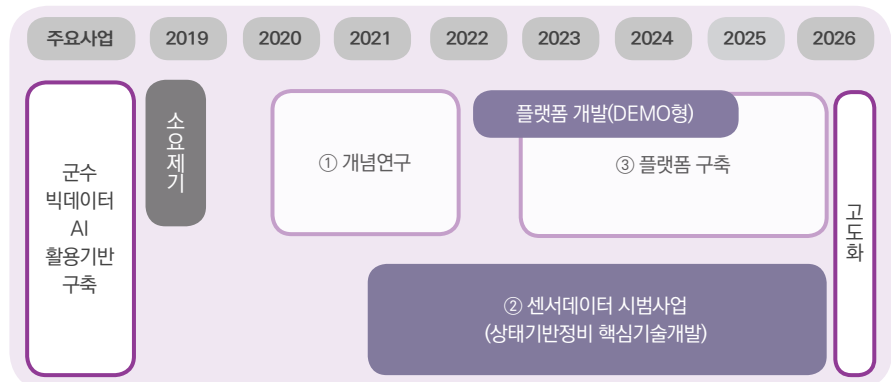 주요사업
2019
2020
2021
2022
2023
2024
2025
2026
군수
빅데이터
AI
활용기반
구축
소요제기
① 개념연구
플랫폼 개발(DEMO형)
③ 플랫폼 구축
② 센서데이터 시범사업
(상태기반정비 핵심기술개발)
고도화